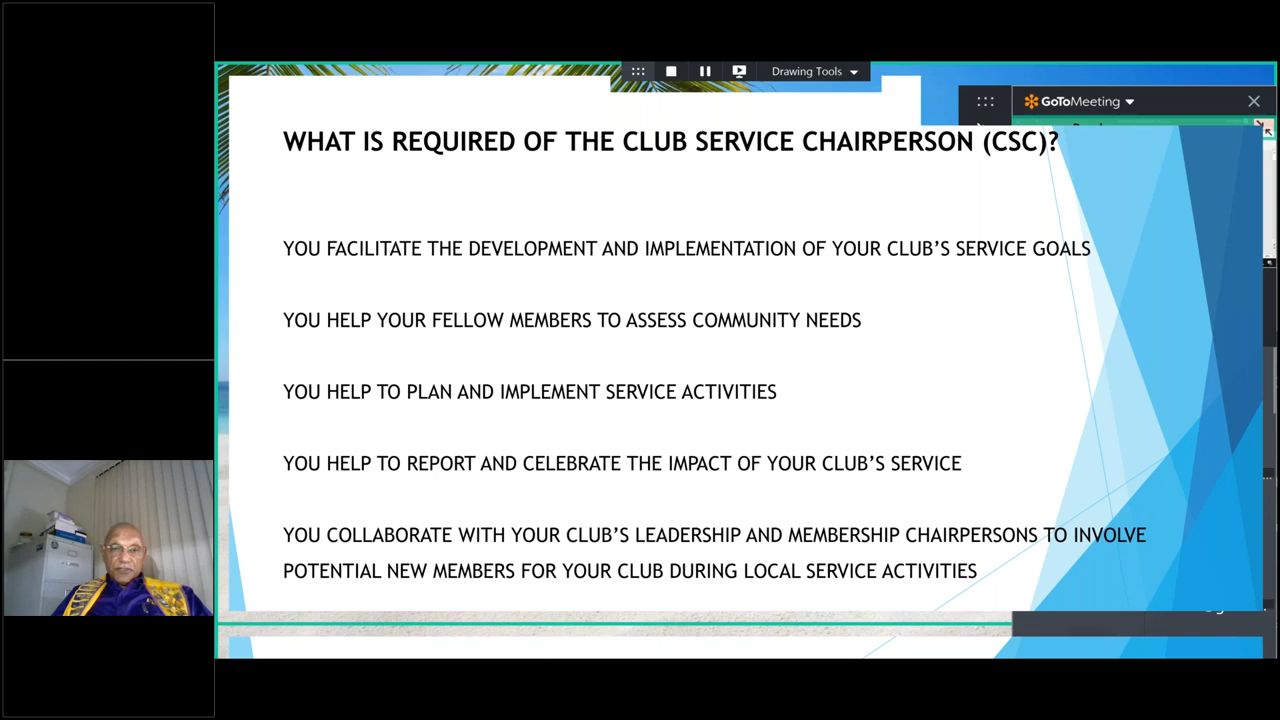 Drawing Tools
GoToMeeting
WHAT IS REQUIRED OF THE CLUB SERVICE CHAIRPERSON (CSC)?
YOU FACILITATE THE DEVELOPMENT AND IMPLEMENTATION OF YOUR CLUB’S SERVICE GOALS
YOU HELP YOUR FELLOW MEMBERS TO ASSESS COMMUNITY NEEDS
YOU HELP TO PLAN AND IMPLEMENT SERVICE ACTIVITIES
YOU HELP TO REPORT AND CELEBRATE THE IMPACT OF YOUR CLUB’S SERVICE
YOU COLLABORATE WITH YOUR CLUB’S LEADERSHIP AND MEMBERSHIP CHAIRPERSONS TO INVOLVE
POTENTIAL NEW MEMBERS FOR YOUR CLUB DURING LOCAL SERVICE ACTIVITIES